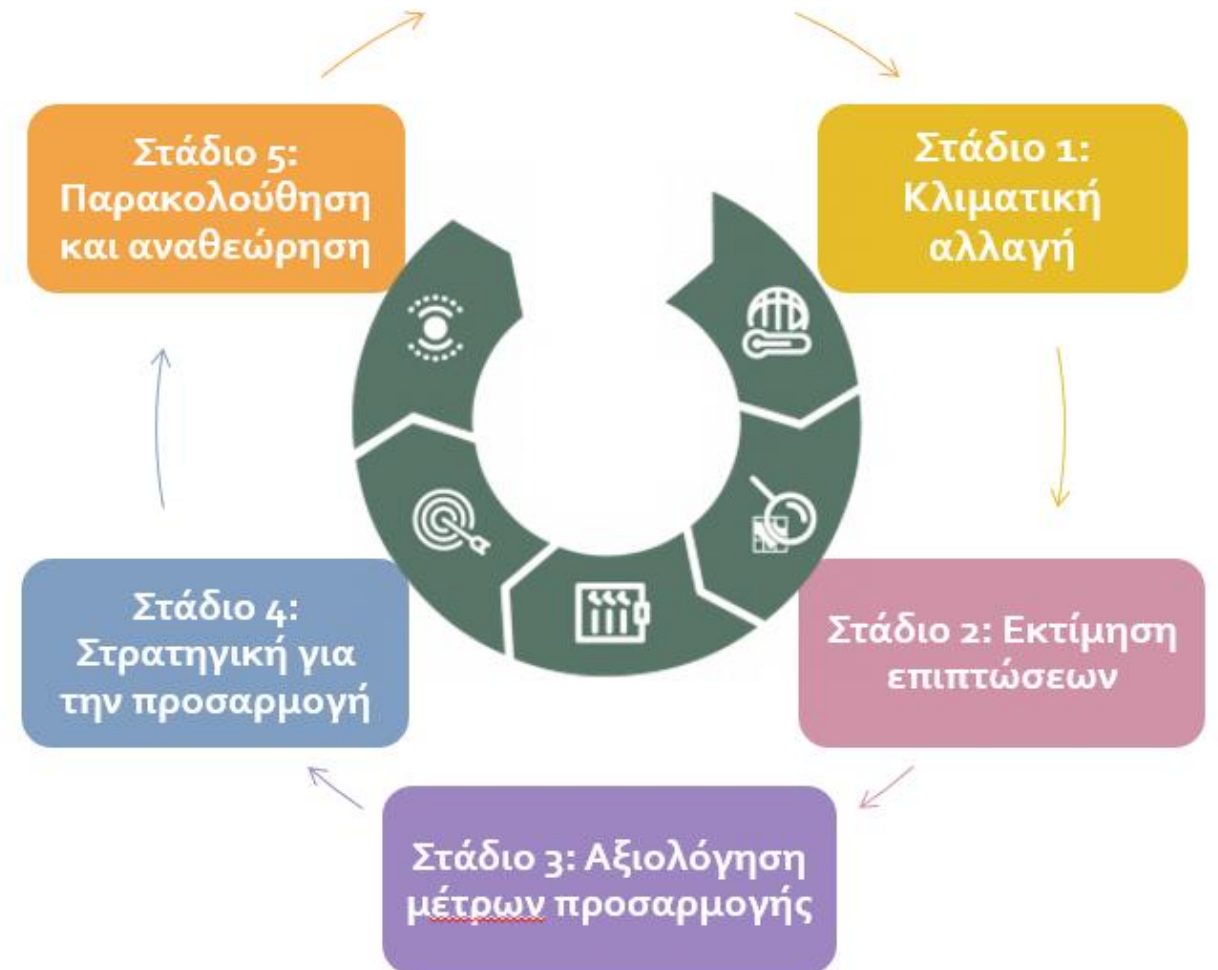 Στάδιο 1:
Κλιματική
αλλαγή
Στάδιο 2: Εκτίμηση
επιπτώσεων
Στάδιο 3: Αξιολόγηση
μέτρων προσαρμογής
Στάδιο 4:
Στρατηγική για
την προσαρμογή
Στάδιο 5:
Παρακολούθηση
και αναθεώρηση